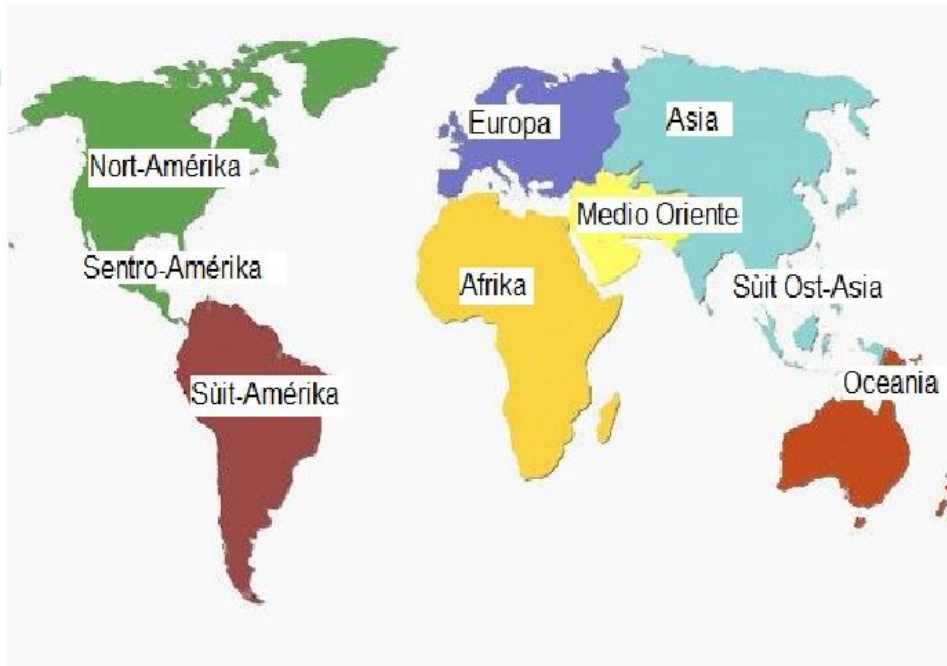 Europa
Asia
Nort-Amérika
Medio Oriente
Sentro-Amérika
Afrika
Sùit Ost-Asia
Sùit-Amérika
Oceania